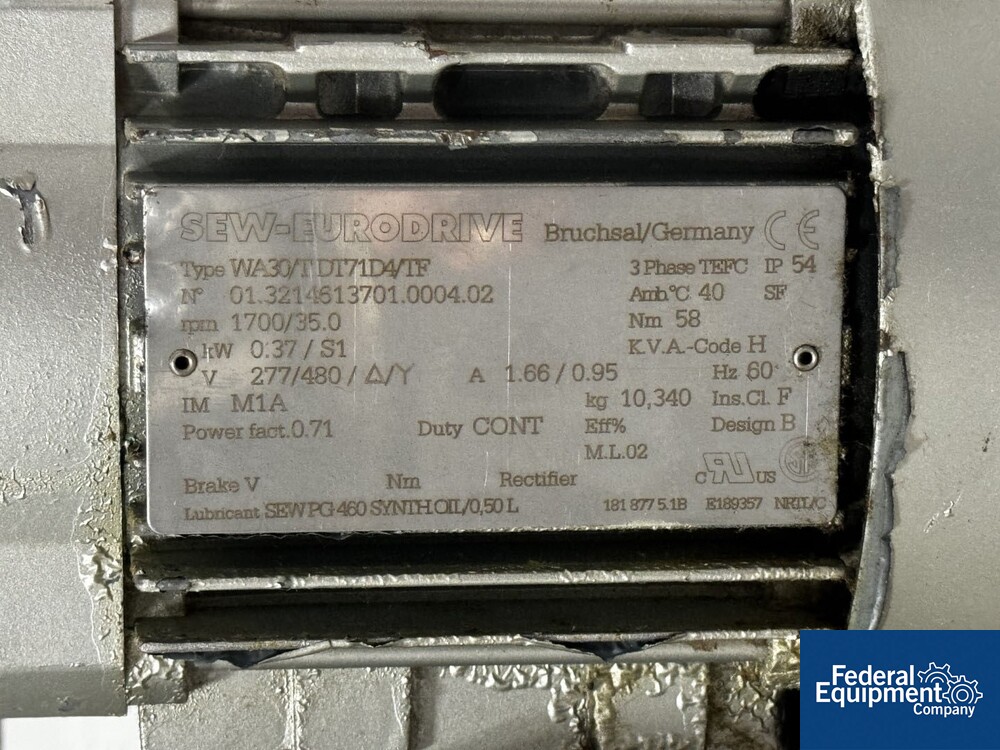 SEW-EURODRIVE Bruchsal/Germany CE
Type WA30/T DT71D4/TF 3 Phase TEFC IP 54
N° 01.3214613701.0004.02 Amb.°C 40 SF
rpm 1700/35.0 Nm 58
kW 0.37 / S1 K.V.A.-Code H
V 277/480 / Δ/Y A 1.66 / 0.95 Hz 60
IM M1A kg 10,340 Ins.Cl. F
Power fact. 0.71 Duty CONT Eff% Design B
M.L.02
Brake V Nm Rectifier C RU US
Lubricant SEW PG 460 SYNTH.OIL/0,50 L 181 877 5.1B E189357 NRTL/C
Federal
Equipment
Company